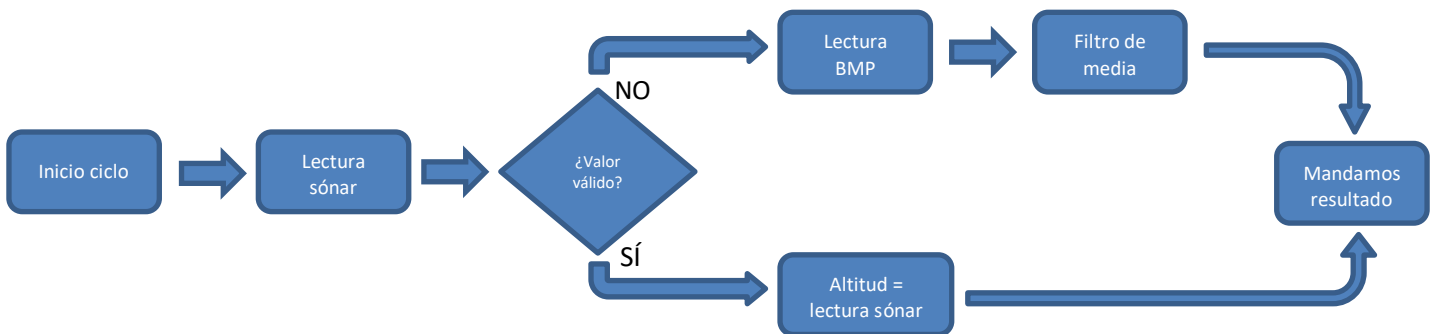 Inicio ciclo
Lectura
sónar
¿Valor
válido?
NO
Lectura
BMP
Filtro de
media
SÍ
Altitud =
lectura sónar
Mandamos
resultado